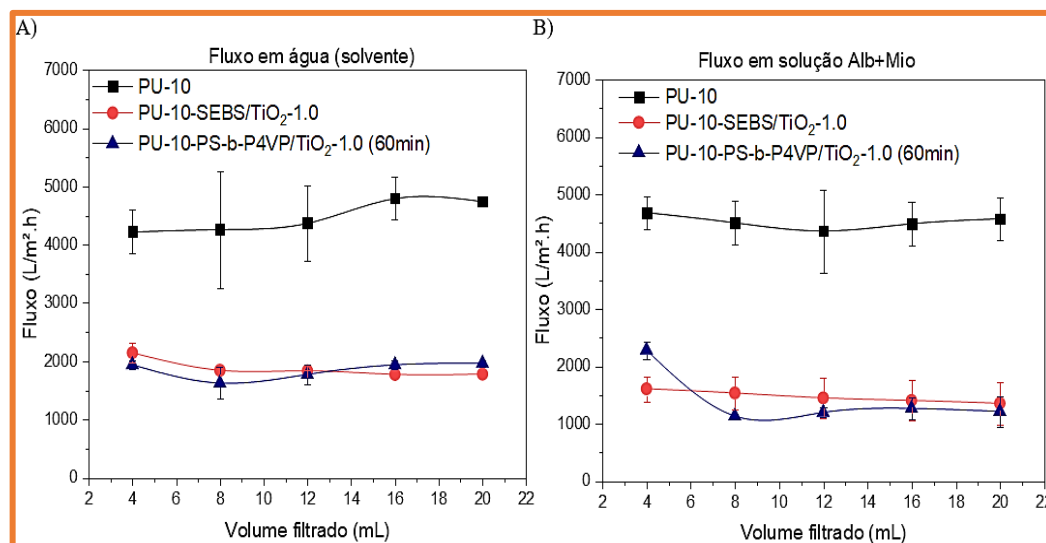 A)
Fluxo em água (solvente)
7000
6000
5000
4000
3000
2000
1000
0
Fluxo (L/m².h)
PU-10
PU-10-SEBS/TiO₂-1.0
PU-10-PS-b-P4VP/TiO₂-1.0 (60min)
2 4 6 8 10 12 14 16 18 20 22
Volume filtrado (mL)
B)
Fluxo em solução Alb+Mio
7000
6000
5000
4000
3000
2000
1000
0
Fluxo (L/m².h)
PU-10
PU-10-SEBS/TiO₂-1.0
PU-10-PS-b-P4VP/TiO₂-1.0 (60min)
2 4 6 8 10 12 14 16 18 20 22
Volume filtrado (mL)